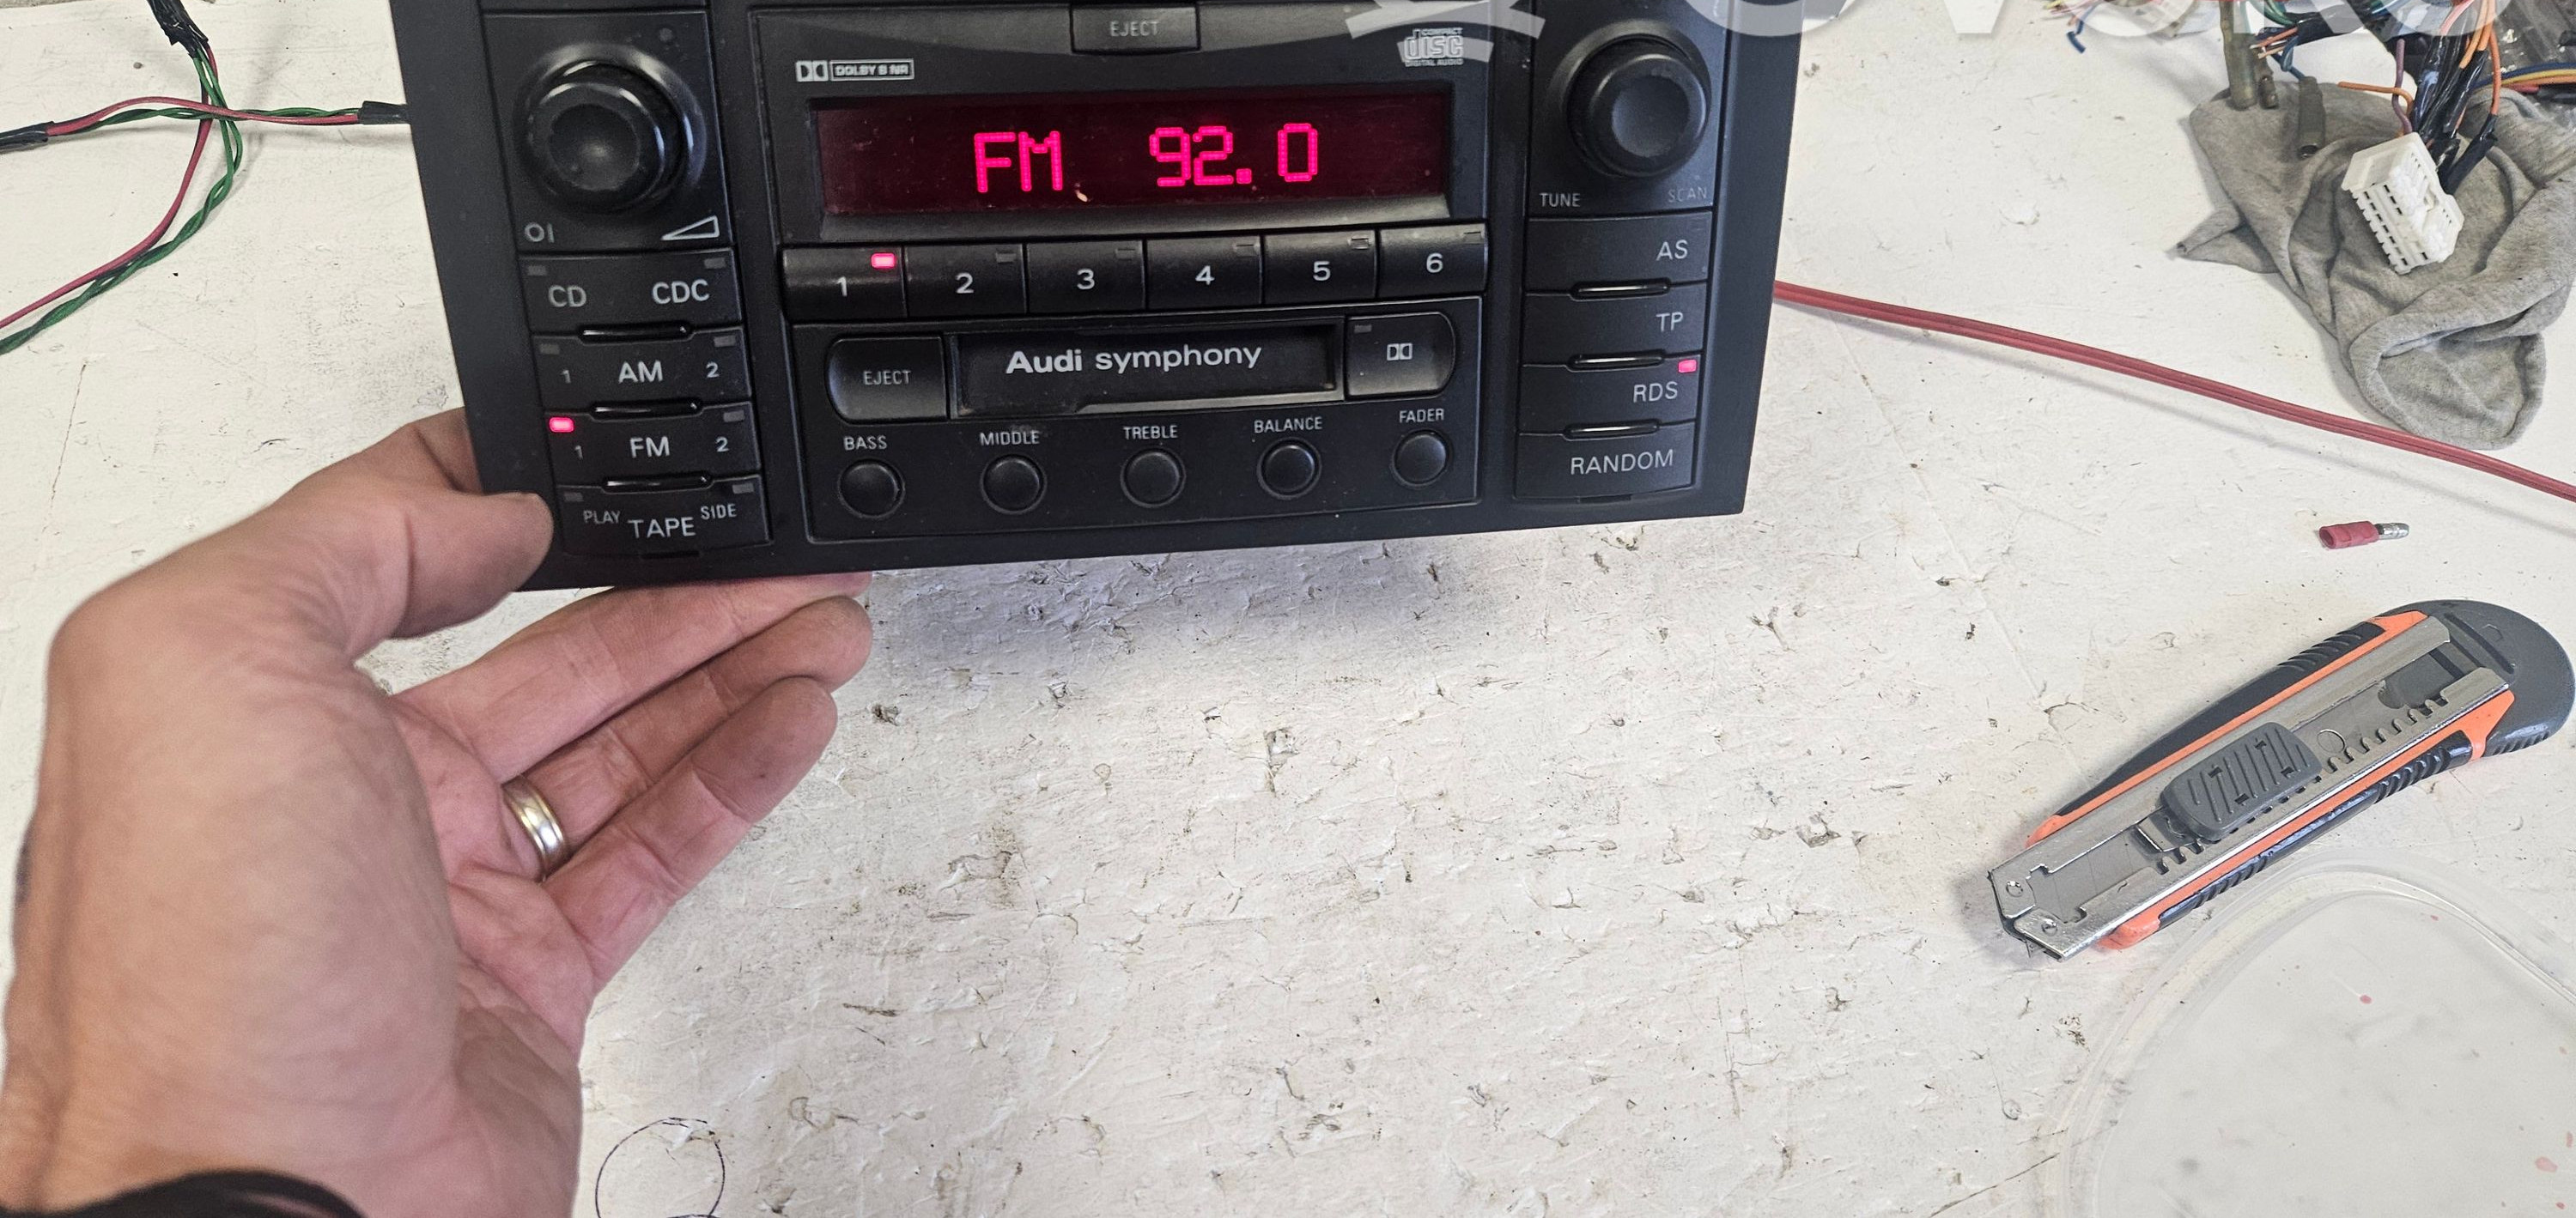 EJECT
DOLBY B NR
COMPACT
disc
DIGITAL AUDIO
FM 92.0
TUNE SCAN
1 2 3 4 5 6
CD CDC
1 AM 2
1 FM 2
PLAY TAPE SIDE
EJECT
Audi symphony
BASS MIDDLE TREBLE BALANCE FADER
AS
TP
RDS
RANDOM